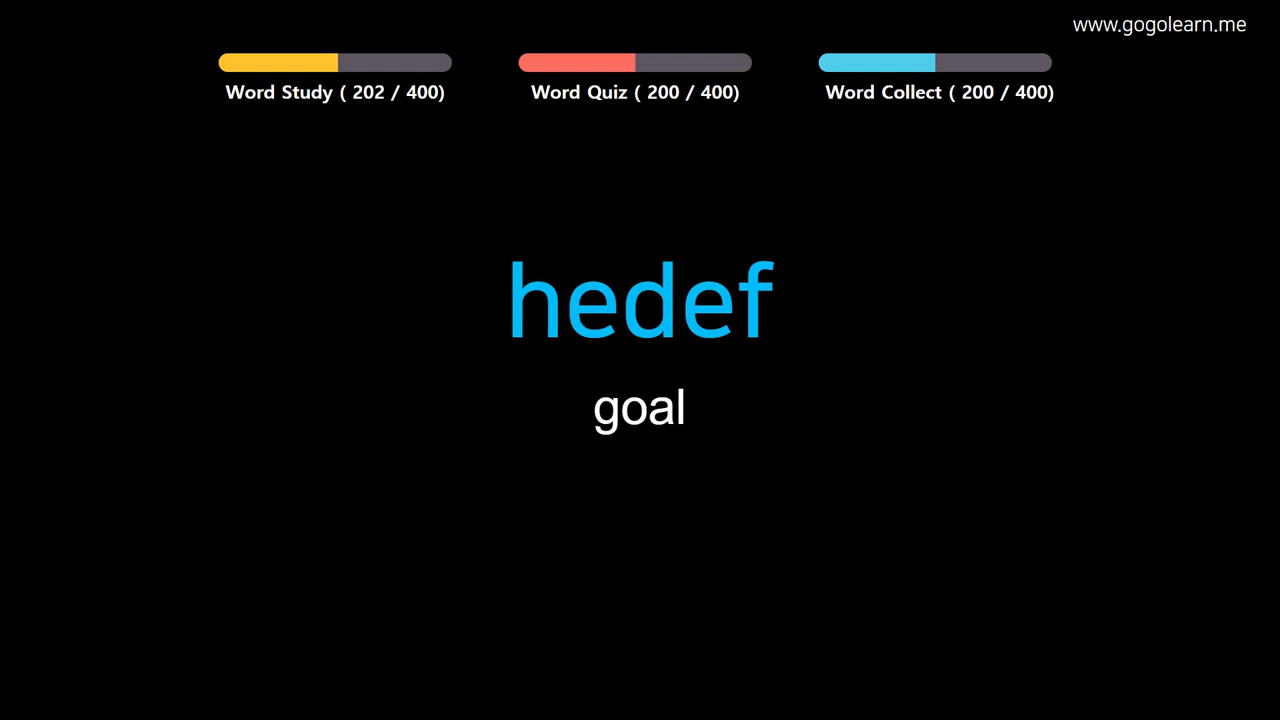 www.gogolearn.me
Word Study ( 202 / 400)
Word Quiz ( 200 / 400)
Word Collect ( 200 / 400)
hedef
goal